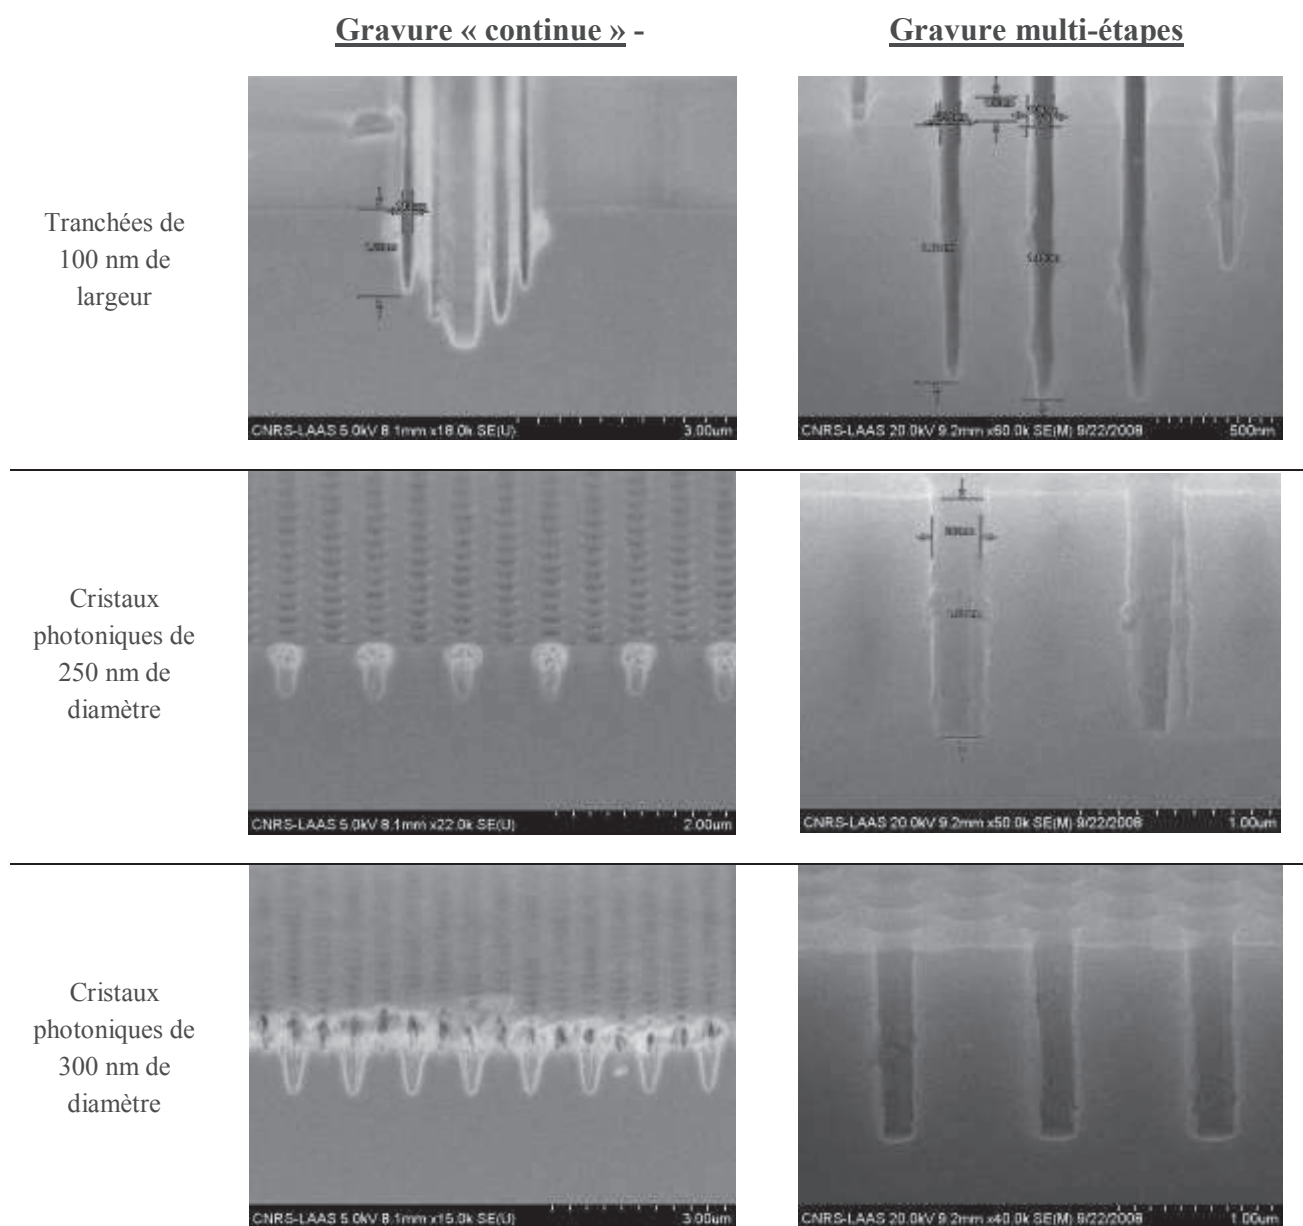 Gravure « continue » -
Gravure multi-étapes
Tranchées de
100 nm de
largeur
CNRS-LAAS 5.0kV 8.1mm x18.0k SE(U) 3.00um
CNRS-LAAS 20.0kV 9.2mm x60.0k SE(M) 9/22/2008 500nm
Cristaux
photoniques de
250 nm de
diamètre
CNRS-LAAS 5.0kV 8.1mm x22.0k SE(U) 2.00um
CNRS-LAAS 20.0kV 9.2mm x50.0k SE(M) 9/22/2008 1.00um
Cristaux
photoniques de
300 nm de
diamètre
CNRS-LAAS 5.0kV 8.1mm x15.0k SE(U) 3.00um
CNRS-LAAS 20.0kV 9.2mm x40.0k SE(M) 9/22/2008 1.00um